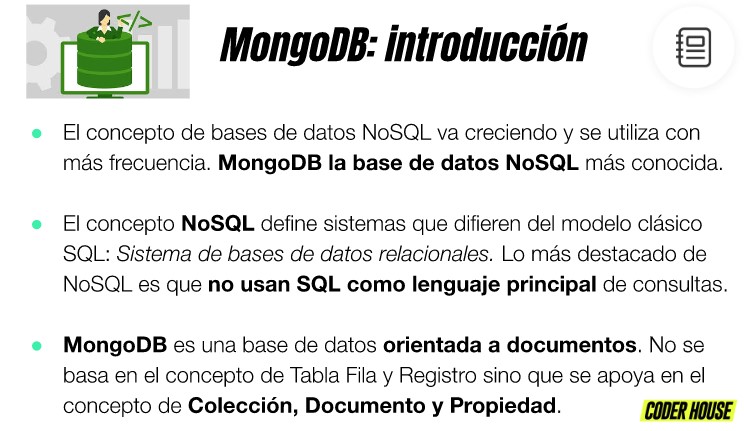 MongoDB: introducción
● El concepto de bases de datos NoSQL va creciendo y se utiliza con
más frecuencia. MongoDB la base de datos NoSQL más conocida.
● El concepto NoSQL define sistemas que difieren del modelo clásico
SQL: Sistema de bases de datos relacionales. Lo más destacado de
NoSQL es que no usan SQL como lenguaje principal de consultas.
● MongoDB es una base de datos orientada a documentos. No se
basa en el concepto de Tabla Fila y Registro sino que se apoya en el
concepto de Colección, Documento y Propiedad.
CODER HOUSE